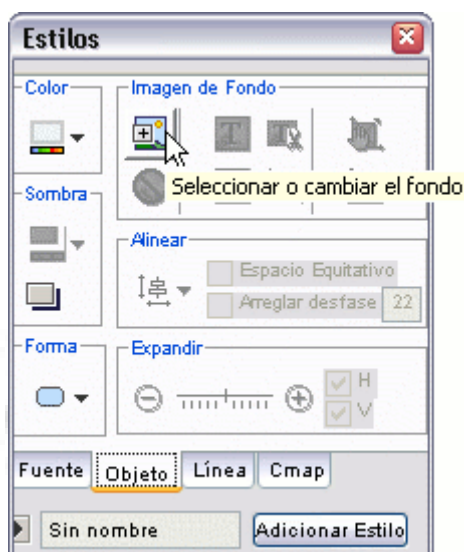 Estilos
Color
Imagen de Fondo
Seleccionar o cambiar el fondo
Sombra
Alinear
Espacio Equitativo
Arreglar desfase 22
Forma
Expandir
H
V
Fuente Objeto Línea Cmap
Sin nombre Adicionar Estilo